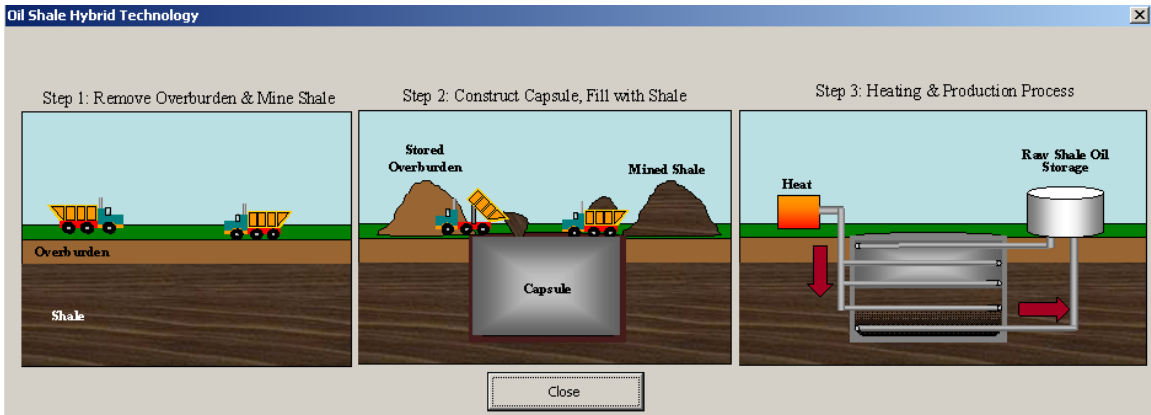 Oil Shale Hybrid Technology
Step 1: Remove Overburden & Mine Shale
Overburden
Shale
Step 2: Construct Capsule, Fill with Shale
Stored
Overburden
Mined Shale
Capsule
Step 3: Heating & Production Process
Heat
Raw Shale Oil
Storage
Close